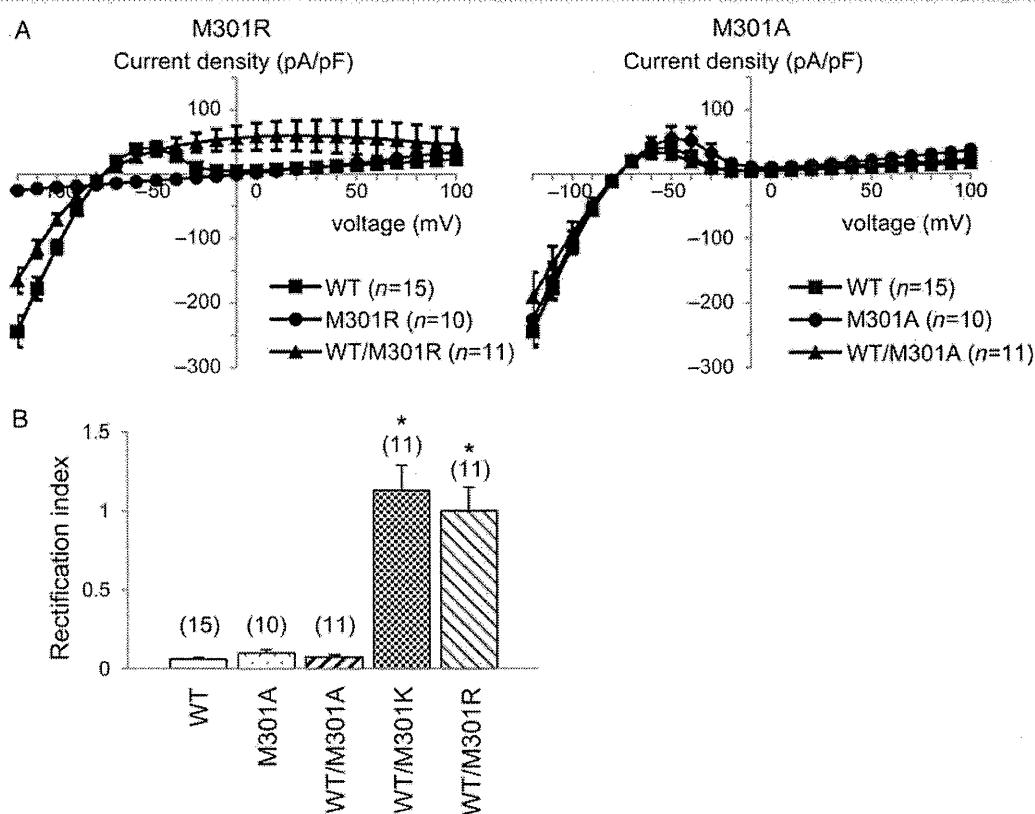 A
M301R
Current density (pA/pF)
100
−100
−50
0
50
100
voltage (mV)
−100
−200
−300
WT (n=15)
M301R (n=10)
WT/M301R (n=11)
M301A
Current density (pA/pF)
100
−100
−50
0
50
100
voltage (mV)
−100
−200
−300
WT (n=15)
M301A (n=10)
WT/M301A (n=11)
B
Rectification index
1.5
1
0.5
0
(15)
(10)
(11)
*
(11)
*
(11)
WT
M301A
WT/M301A
WT/M301K
WT/M301R